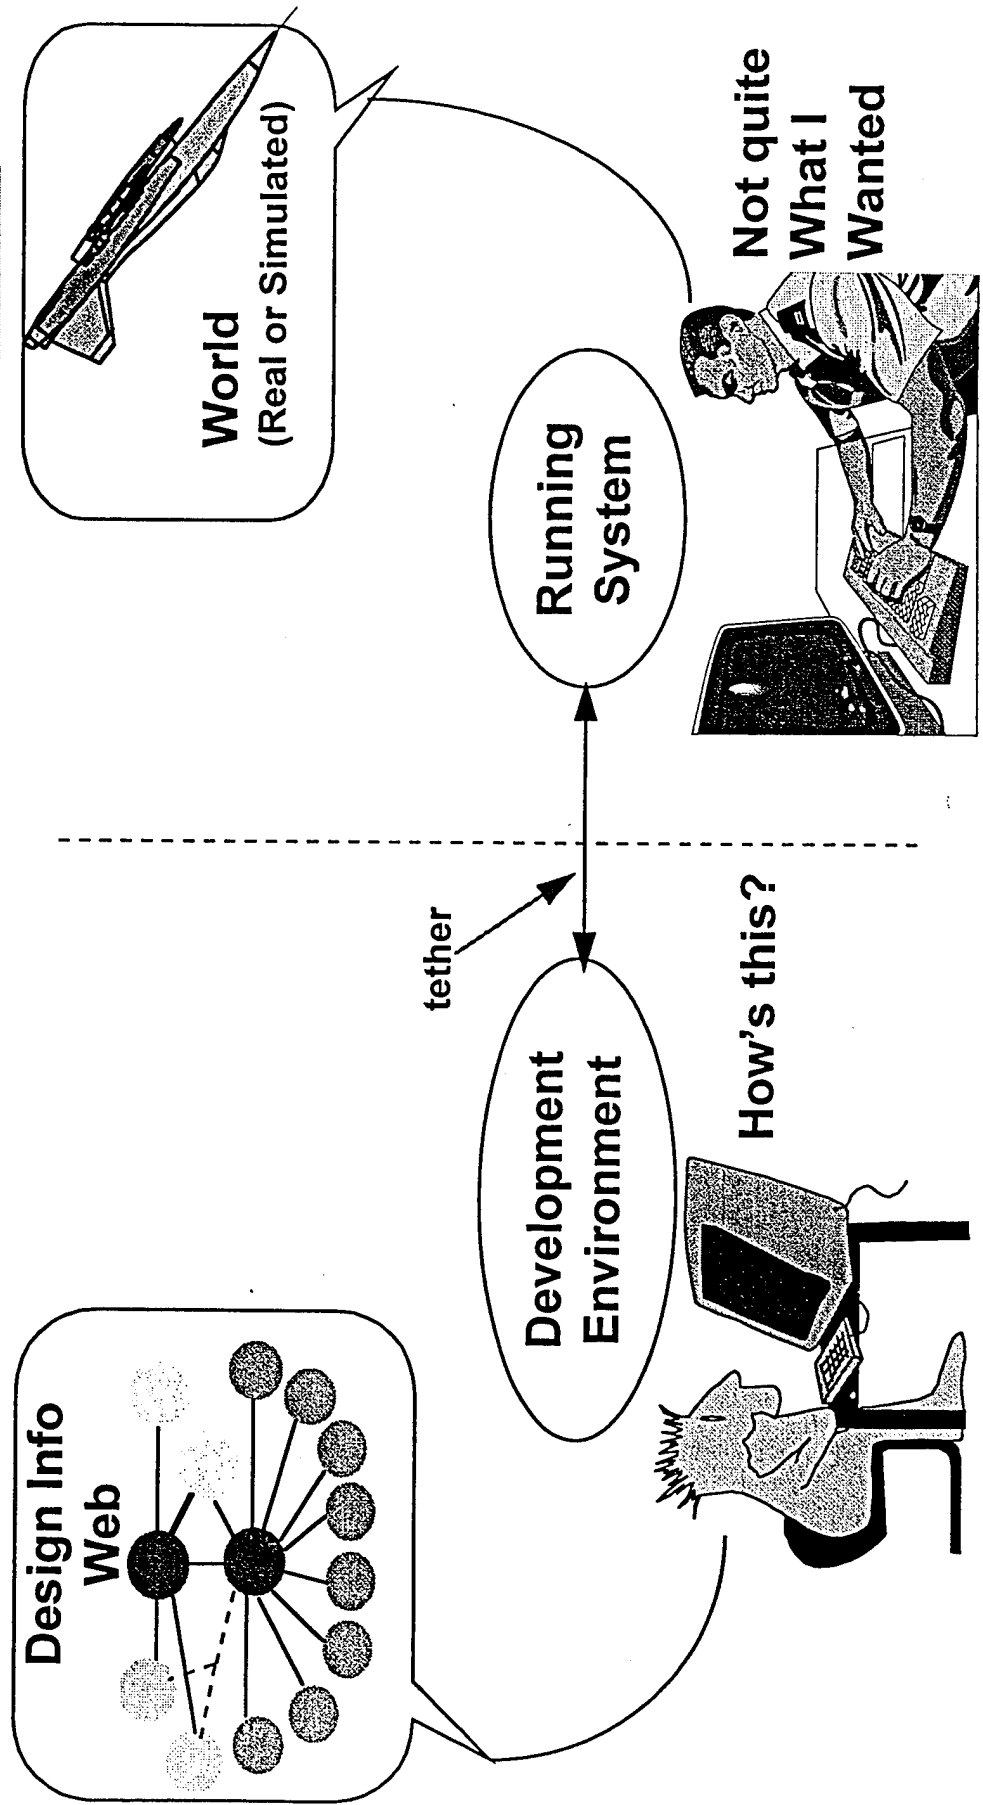 Design Info
Web
World
(Real or Simulated)
tether
Development
Environment
Running
System
How's this?
Not quite
What I
Wanted